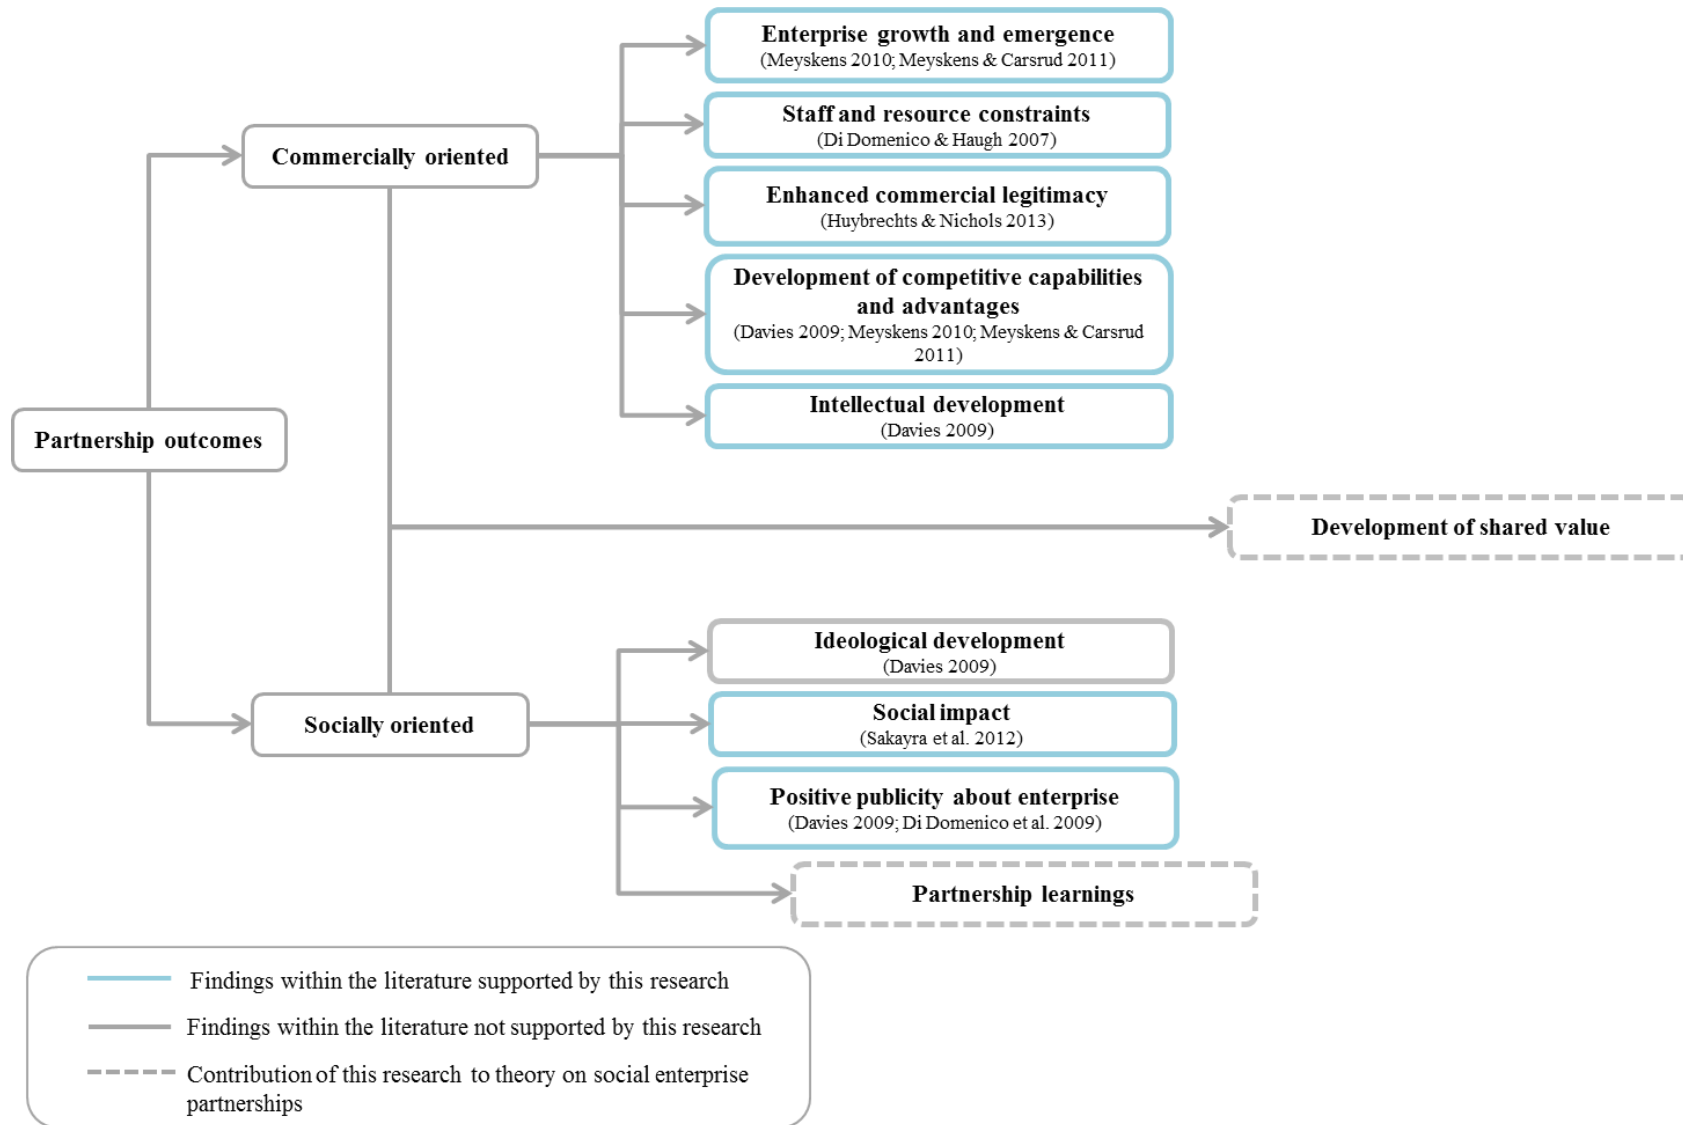 Enterprise growth and emergence
(Meyskens 2010; Meyskens & Carsrud 2011)
Staff and resource constraints
(Di Domenico & Haugh 2007)
Commercially oriented
Enhanced commercial legitimacy
(Huybrechts & Nichols 2013)
Development of competitive capabilities
and advantages
(Davies 2009; Meyskens 2010; Meyskens & Carsrud
2011)
Intellectual development
(Davies 2009)
Partnership outcomes
Development of shared value
Ideological development
(Davies 2009)
Socially oriented
Social impact
(Sakayra et al. 2012)
Positive publicity about enterprise
(Davies 2009; Di Domenico et al. 2009)
Partnership learnings
Findings within the literature supported by this research
Findings within the literature not supported by this research
Contribution of this research to theory on social enterprise
partnerships